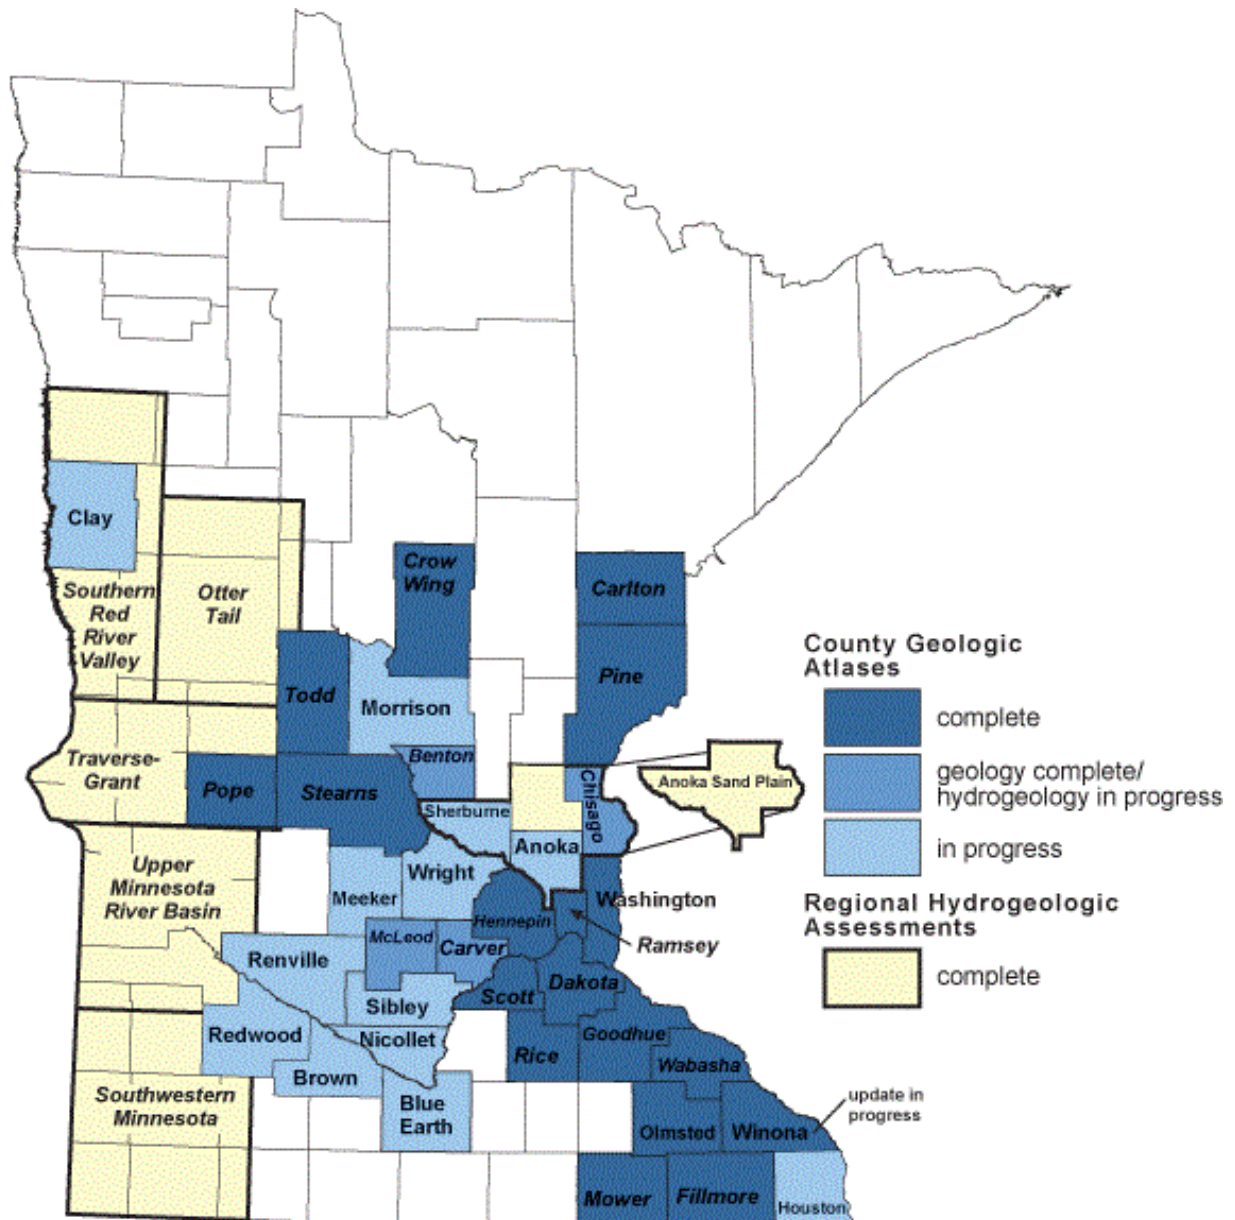 Clay
Crow
Wing
Carlton
Southern
Red
River
Valley
Otter
Tail
County Geologic
Atlases
complete
geology complete/
hydrogeology in progress
in progress
Regional Hydrogeologic
Assessments
complete
Todd
Morrison
Pine
Traverse-
Grant
Pope
Stearns
Benton
Sherburne
Chisago
Anoka Sand Plain
Anoka
Upper
Minnesota
River Basin
Meeker
Wright
Hennepin
Washington
Ramsey
Renville
McLeod
Carver
Scott
Dakota
Sibley
Redwood
Nicollet
Rice
Goodhue
Wabasha
Brown
Southwestern
Minnesota
Blue
Earth
Olmsted
Winona
update in
progress
Mower
Fillmore
Houston